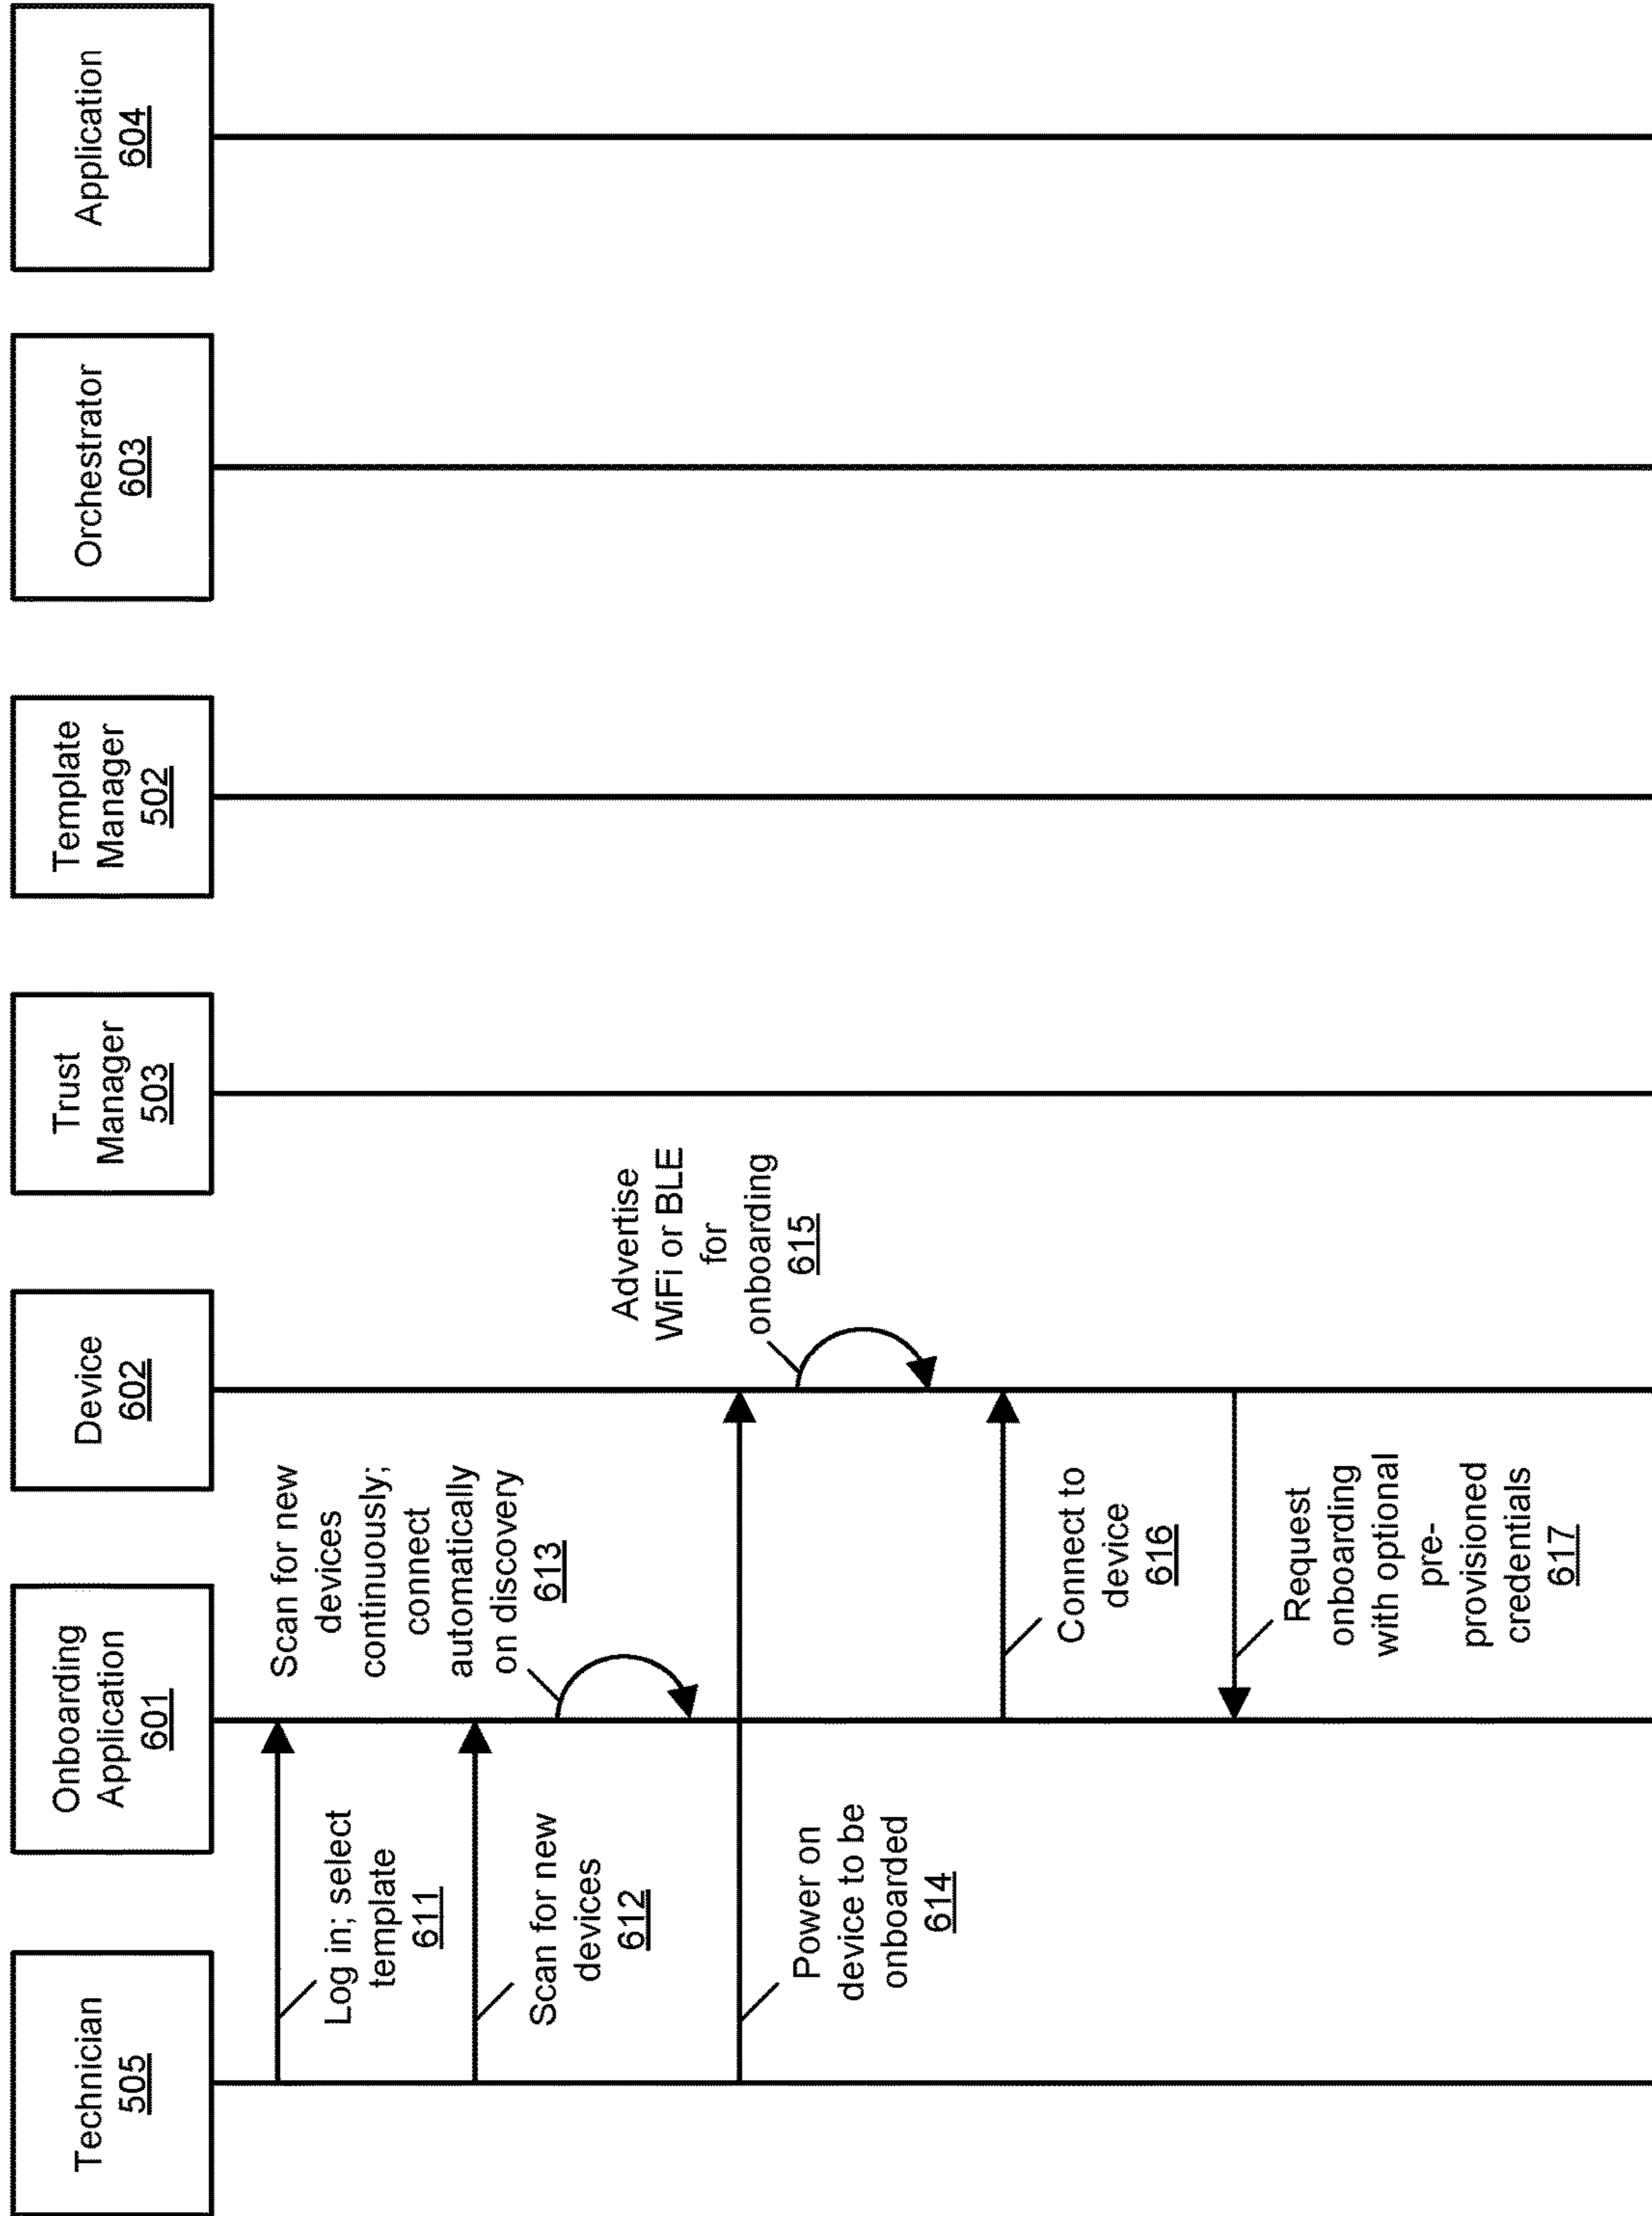 Technician
505
Onboarding
Application
601
Device
602
Trust
Manager
503
Template
Manager
502
Orchestrator
603
Application
604
Log in; select
template
611
Scan for new
devices
612
Scan for new
devices
continuously;
connect
automatically
on discovery
613
Power on
device to be
onboarded
614
Advertise
WiFi or BLE
for
onboarding
615
Connect to
device
616
Request
onboarding
with optional
pre-
provisioned
credentials
617